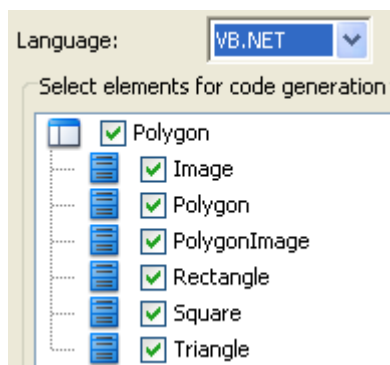 Language: VB.NET
Select elements for code generation
Polygon
Image
Polygon
PolygonImage
Rectangle
Square
Triangle